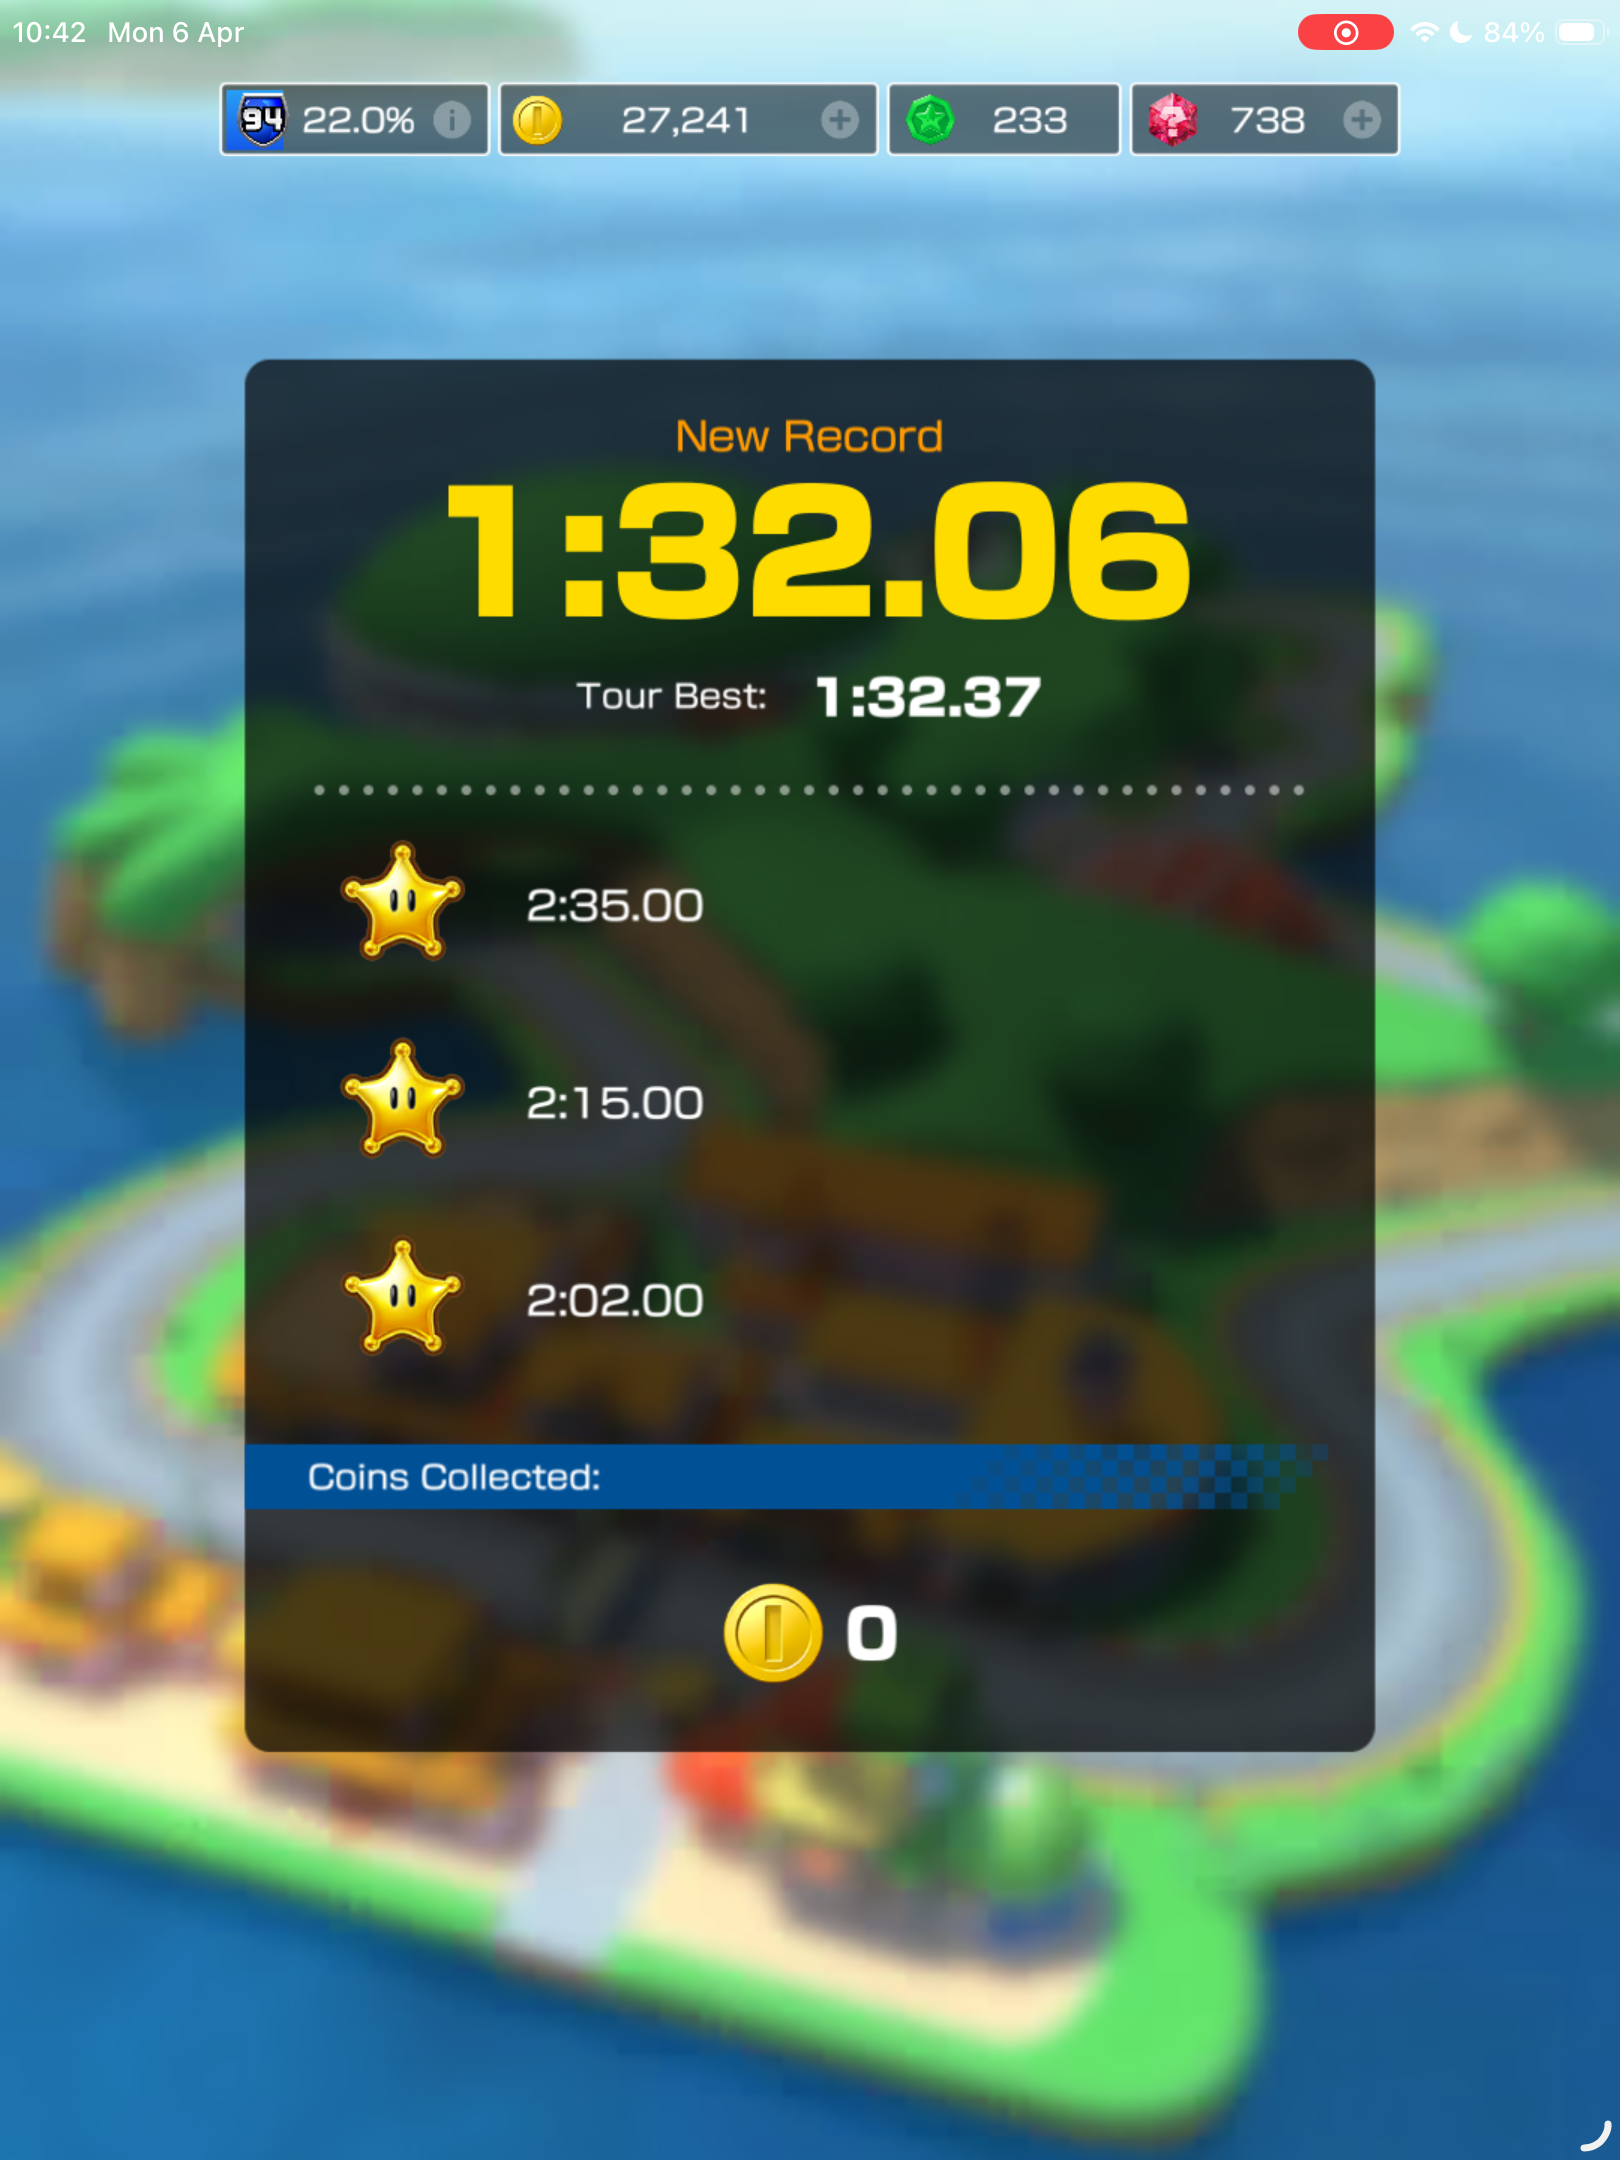 10:42 Mon 6 Apr 84%
94 22.0% 27,241 233 738
New Record
1:32.06
Tour Best: 1:32.37
2:35.00
2:15.00
2:02.00
Coins Collected:
0